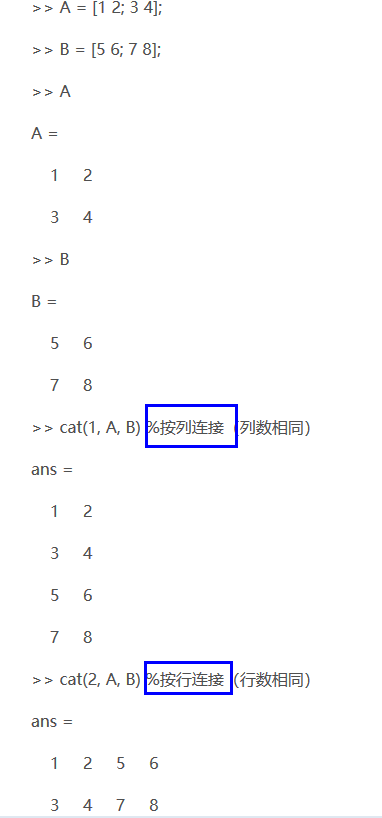 >> A = [1 2; 3 4];
>> B = [5 6; 7 8];
>> A
A =
1 2
3 4
>> B
B =
5 6
7 8
>> cat(1, A, B) %按列连接（列数相同）
ans =
1 2
3 4
5 6
7 8
>> cat(2, A, B) %按行连接（行数相同）
ans =
1 2 5 6
3 4 7 8